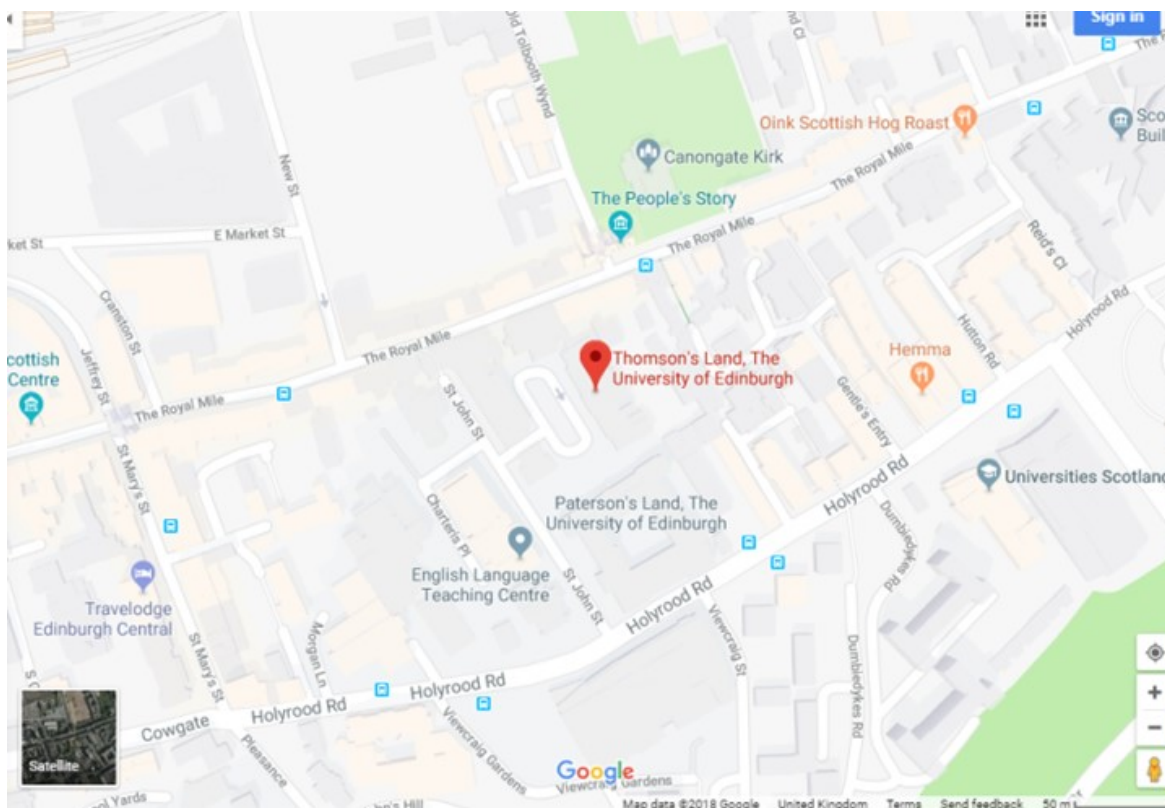 Sign in
Old Tolbooth Wynd
Oink Scottish Hog Roast
The Royal Mile
Canongate Kirk
New St
The People's Story
The Royal Mile
E Market St
Reid's Cl
Cranston St
Holyrood Rd
Hutton Rd
The Royal Mile
Thomson's Land, The
University of Edinburgh
Hemma
Jeffrey St
cottish
Centre
St John St
Gentle's Entry
The Royal Mile
St Mary's St
Universities Scotland
Holyrood Rd
Paterson's Land, The
University of Edinburgh
Charteris Pl
Dumbiedykes Rd
English Language
Teaching Centre
St John St
Travelodge
Edinburgh Central
Holyrood Rd
Viewcraig St
Morgan Ln
St Mary's St
Dumbiedykes Rd
Holyrood Rd
Holyrood Rd
Cowgate
Pleasance
Viewcraig Gardens
Satellite
Google
Viewcraig Gardens
Map data ©2018 Google United Kingdom Terms Send feedback 50 m